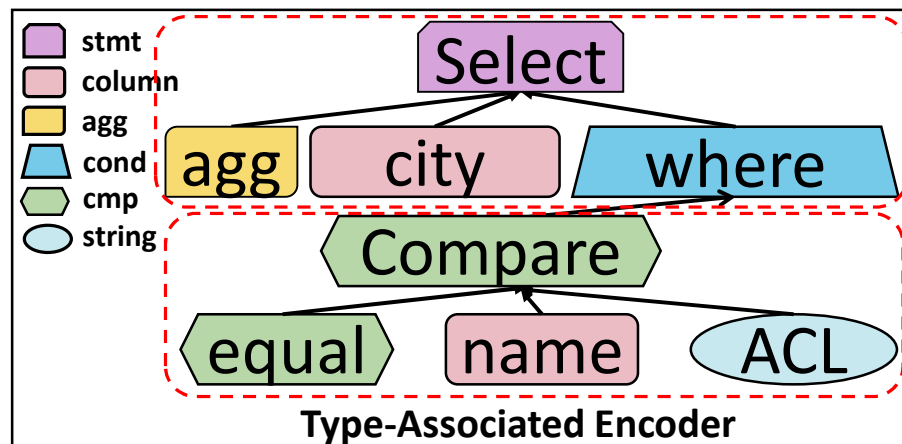 stmt
column
agg
cond
cmp
string
Select
agg city where
Compare
equal name ACL
Type-Associated Encoder